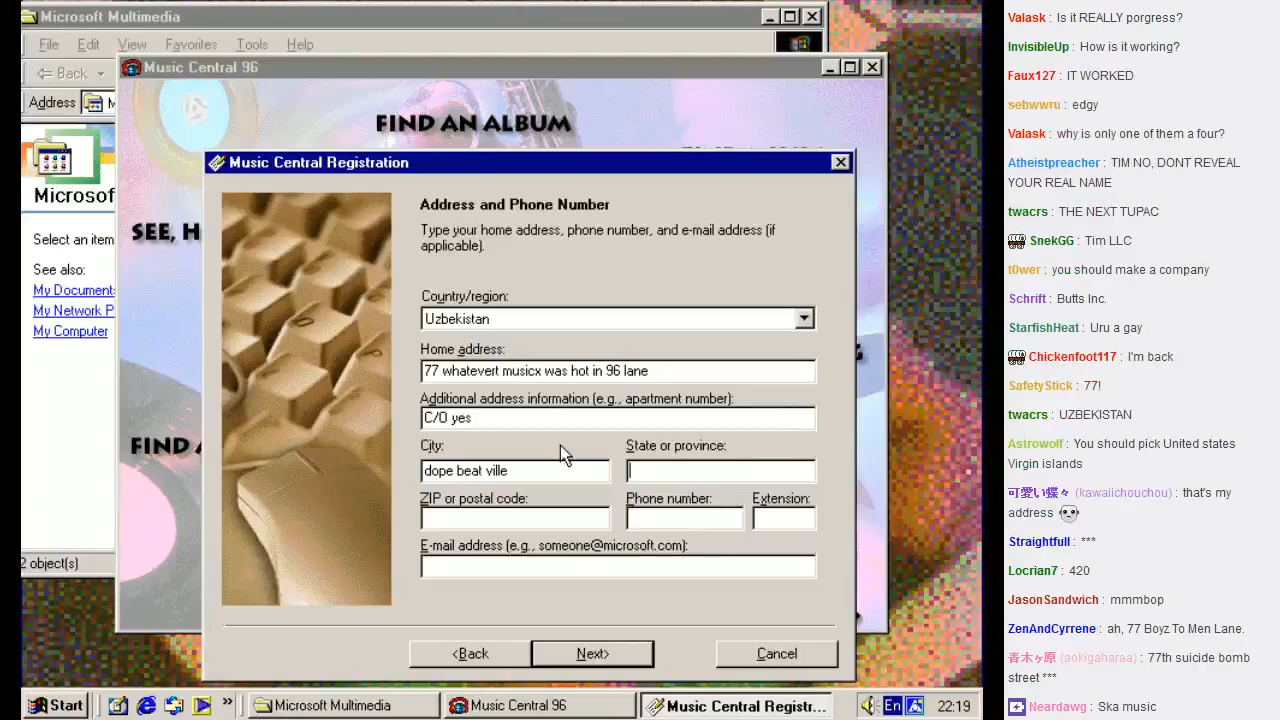 Microsoft Multimedia
File Edit View Favorites Tools Help
Back
Address M
Music Central 96
FIND AN ALBUM
Music Central Registration
Microsof
Select an item
See also:
My Document
My Network P
My Computer
2 object(s)
SEE, H
FIND A
Address and Phone Number
Type your home address, phone number, and e-mail address (if
applicable).
Country/region:
Uzbekistan
Home address:
77 whatevert musicx was hot in 96 lane
Additional address information (e.g., apartment number):
C/O yes
City: State or province:
dope beat ville
ZIP or postal code: Phone number: Extension:
E-mail address (e.g., someone@microsoft.com):
<Back Next> Cancel
Start » Microsoft Multimedia Music Central 96 Music Central Registr... En 22:19
Valask : Is it REALLY porgress?
InvisibleUp : How is it working?
Faux127 : IT WORKED
sebwwru : edgy
Valask : why is only one of them a four?
Atheistpreacher : TIM NO, DONT REVEAL
YOUR REAL NAME
twacrs : THE NEXT TUPAC
SnekGG : Tim LLC
t0wer : you should make a company
Schrift : Butts Inc.
StarfishHeat : Uru a gay
Chickenfoot117 : I'm back
SafetyStick : 77!
twacrs : UZBEKISTAN
Astrowolf : You should pick United states
Virgin islands
可愛い蝶々 (kawaiichouchou) : that's my
address
Straightfull : ***
Locrian7 : 420
JasonSandwich : mmmbop
ZenAndCyrrene : ah, 77 Boyz To Men Lane.
青木ヶ原 (aokigaharaa) : 77th suicide bomb
street ***
Neardawg : Ska music